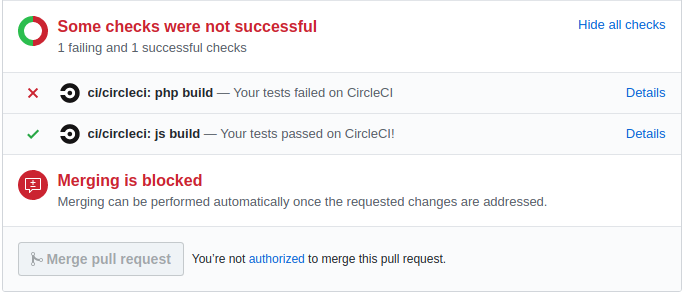 Some checks were not successful
Hide all checks
1 failing and 1 successful checks
ci/circleci: php build — Your tests failed on CircleCI
Details
ci/circleci: js build — Your tests passed on CircleCI!
Details
Merging is blocked
Merging can be performed automatically once the requested changes are addressed.
Merge pull request
You’re not authorized to merge this pull request.